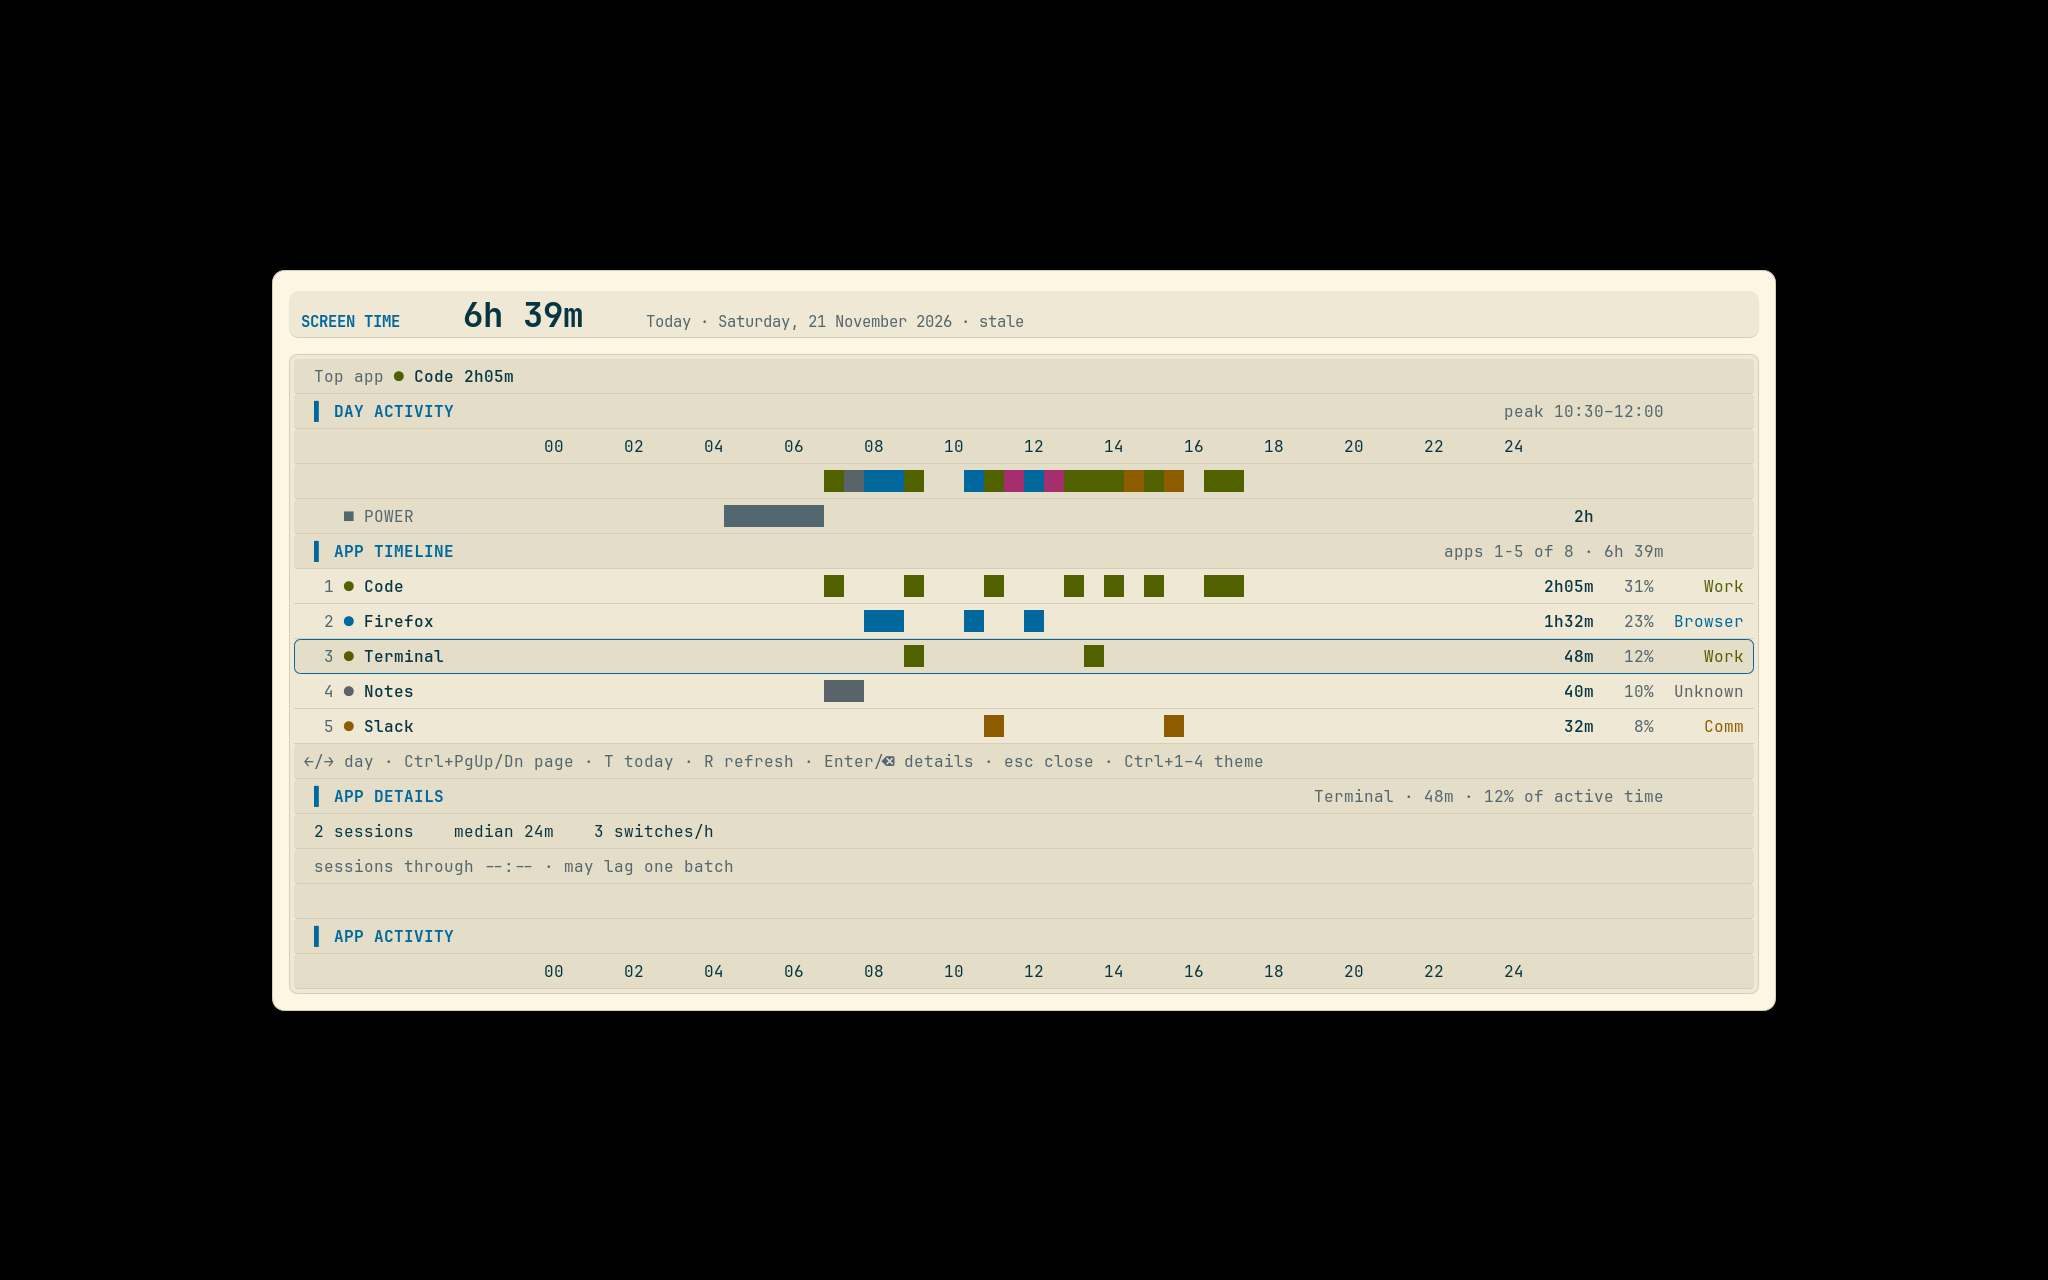 SCREEN TIME 6h 39m Today · Saturday, 21 November 2026 · stale
Top app ● Code 2h05m
DAY ACTIVITY peak 10:30–12:00
00 02 04 06 08 10 12 14 16 18 20 22 24
■ POWER 2h
APP TIMELINE apps 1-5 of 8 · 6h 39m
1 ● Code 2h05m 31% Work
2 ● Firefox 1h32m 23% Browser
3 ● Terminal 48m 12% Work
4 ● Notes 40m 10% Unknown
5 ● Slack 32m 8% Comm
←/→ day · Ctrl+PgUp/Dn page · T today · R refresh · Enter/⌫ details · esc close · Ctrl+1–4 theme
APP DETAILS Terminal · 48m · 12% of active time
2 sessions median 24m 3 switches/h
sessions through --:-- · may lag one batch
APP ACTIVITY
00 02 04 06 08 10 12 14 16 18 20 22 24